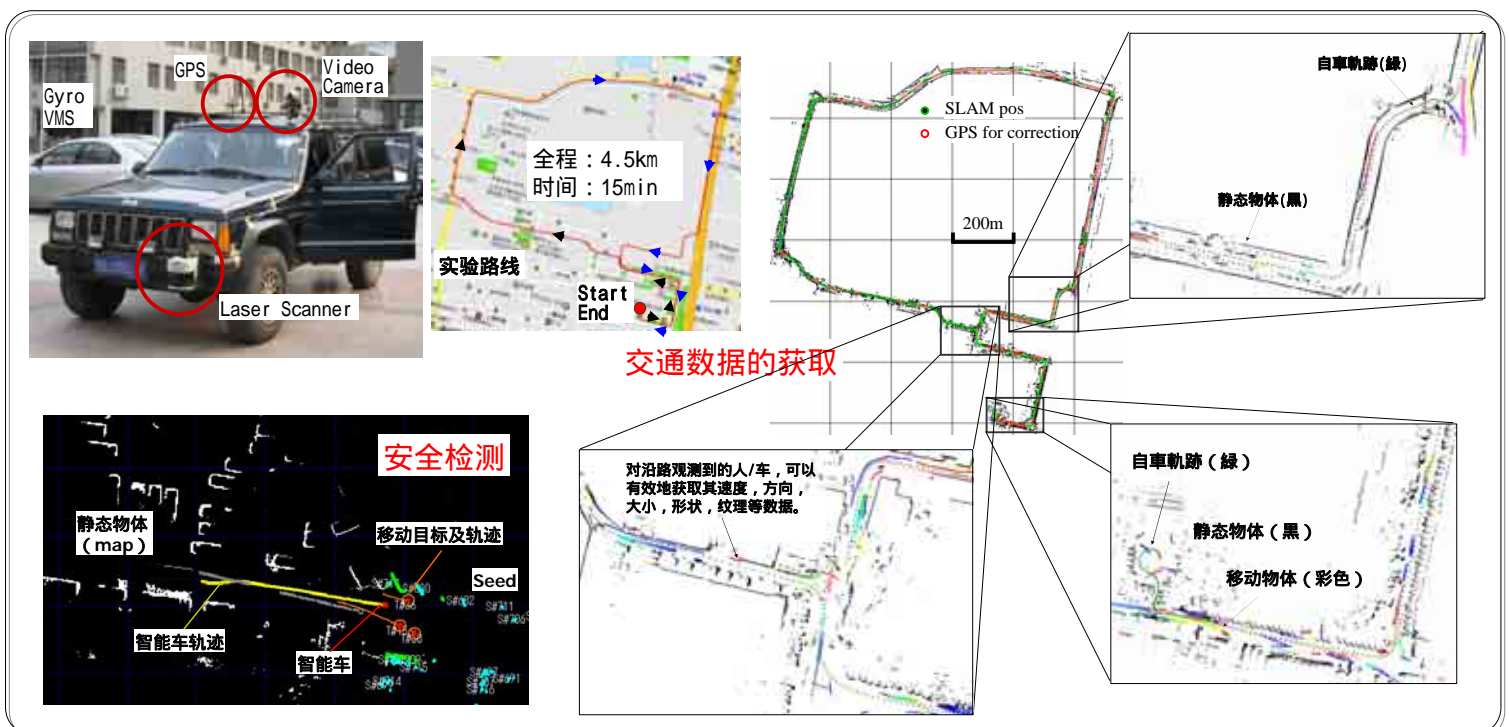 GPS
Video
Camera
Gyro
VMS
Laser Scanner
全程：4.5km
时间：15min
实验路线
Start
End
SLAM pos
GPS for correction
200m
自車軌跡(緑)
静态物体(黒)
交通数据的获取
安全检测
静态物体
（map）
移动目标及轨迹
Seed
智能车轨迹
智能车
S#682
S#711
对沿路观测到的人/车，可以
有效地获取其速度，方向，
大小，形状，纹理等数据。
自車軌跡（緑）
静态物体（黒）
移动物体（彩色）